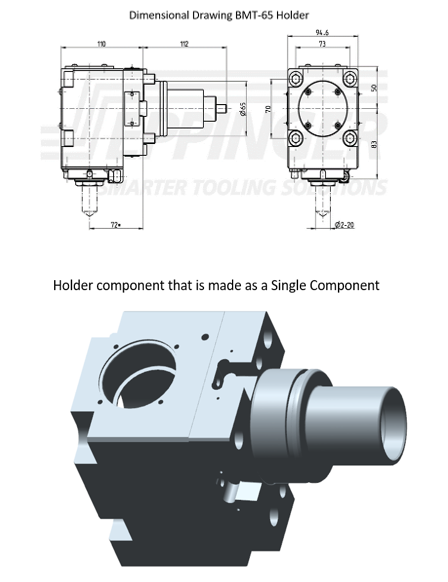 Dimensional Drawing BMT-65 Holder
94.6
110
112
73
50
70
Ø65
83
PPINGER
SMARTER TOOLING SOLUTIONS
72*
Ø2-20
Holder component that is made as a Single Component